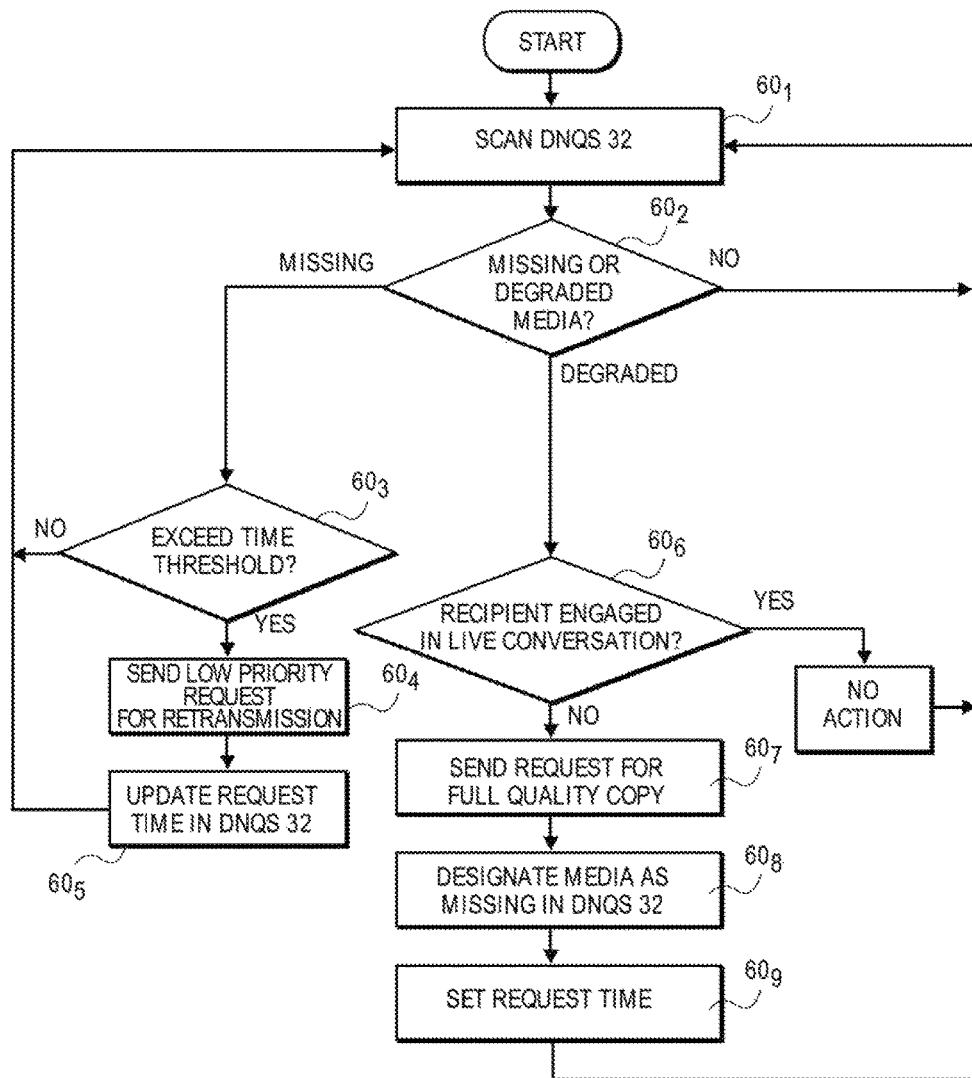 START
60₁
SCAN DNQS 32
60₂
MISSING
NO
MISSING OR
DEGRADED
MEDIA?
DEGRADED
60₃
NO
EXCEED TIME
THRESHOLD?
YES
60₆
RECIPIENT ENGAGED
IN LIVE CONVERSATION?
YES
SEND LOW PRIORITY
REQUEST
FOR RETRANSMISSION
60₄
NO
NO
ACTION
UPDATE REQUEST
TIME IN DNQS 32
60₅
SEND REQUEST FOR
FULL QUALITY COPY
60₇
DESIGNATE MEDIA AS
MISSING IN DNQS 32
60₈
SET REQUEST TIME
60₉